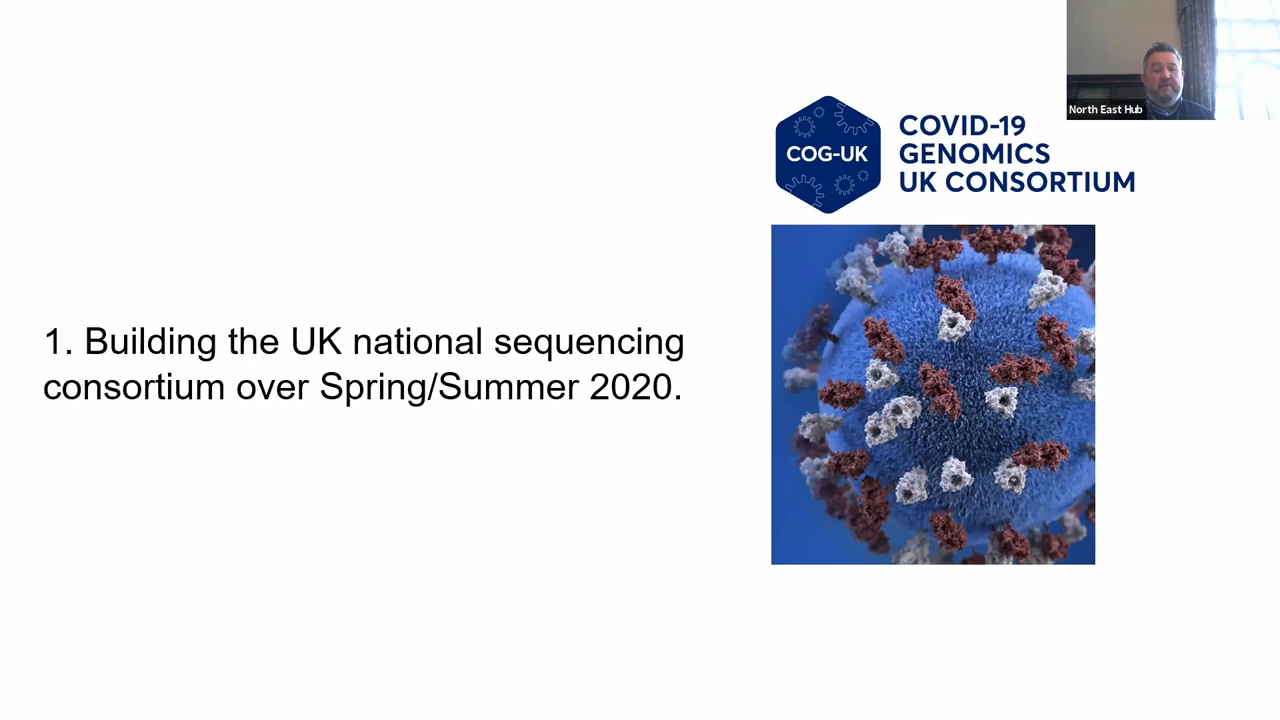 North East Hub
COG-UK
COVID-19
GENOMICS
UK CONSORTIUM
1. Building the UK national sequencing
consortium over Spring/Summer 2020.